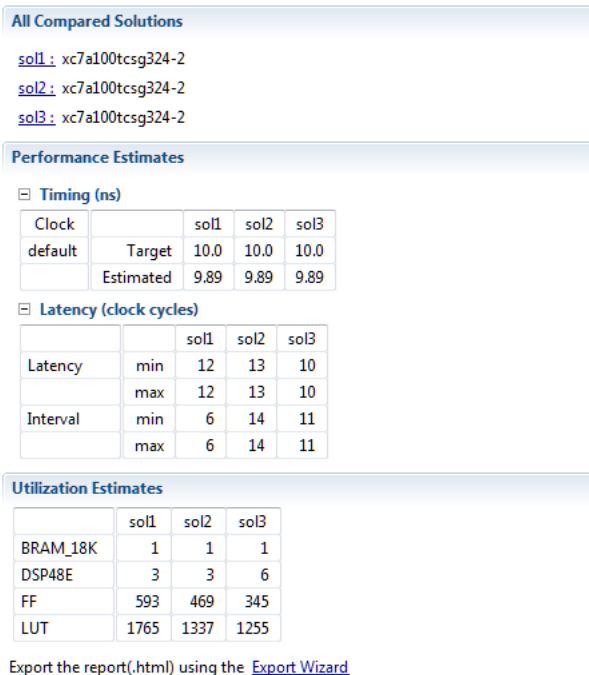 All Compared Solutions
sol1 : xc7a100tcsg324-2
sol2 : xc7a100tcsg324-2
sol3 : xc7a100tcsg324-2
Performance Estimates
Timing (ns)
Clock sol1 sol2 sol3
default Target 10.0 10.0 10.0
Estimated 9.89 9.89 9.89
Latency (clock cycles)
sol1 sol2 sol3
Latency min 12 13 10
max 12 13 10
Interval min 6 14 11
max 6 14 11
Utilization Estimates
sol1 sol2 sol3
BRAM_18K 1 1 1
DSP48E 3 3 6
FF 593 469 345
LUT 1765 1337 1255
Export the report(.html) using the Export Wizard